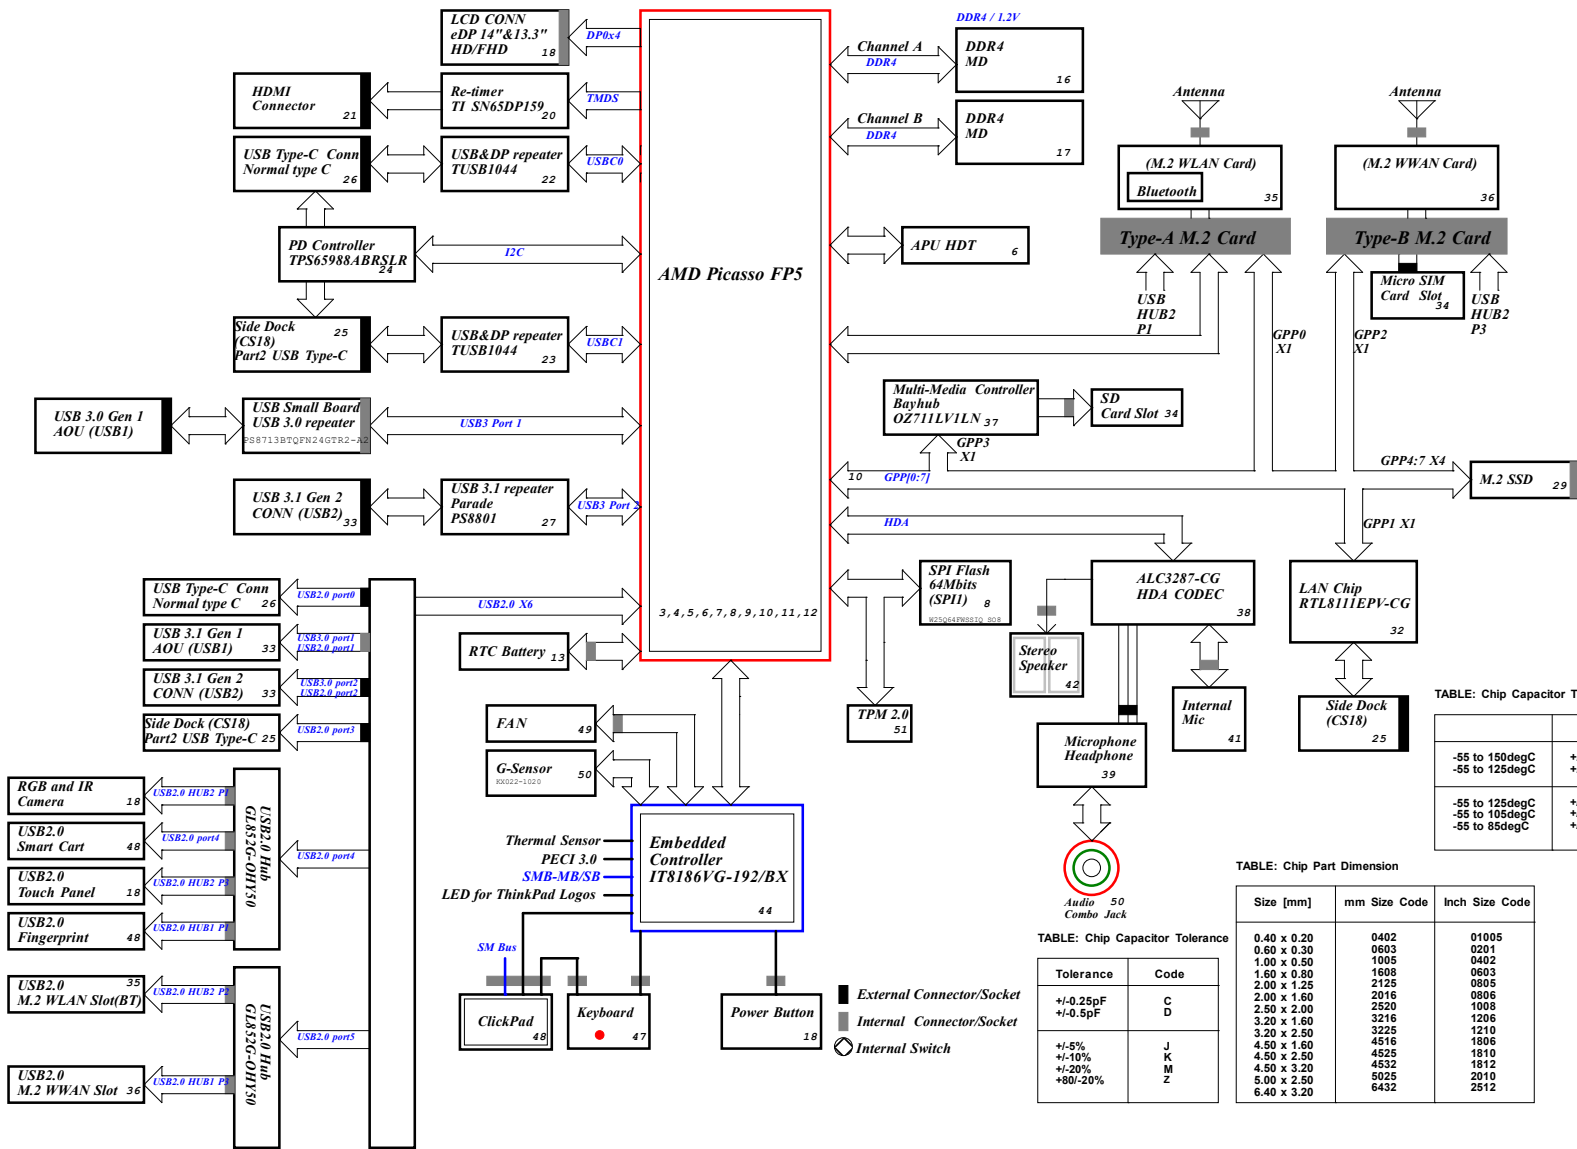 LCD CONN
eDP 14"&13.3"
HD/FHD
18
DP0x4
HDMI
Connector
21
Re-timer
TI SN65DP159
20
TMDS
USB Type-C Conn
Normal type C
26
USB&DP repeater
TUSB1044
22
USBC0
PD Controller
TPS65988ABRSLR
24
I2C
Side Dock
(CS18)
Part2 USB Type-C
25
USB&DP repeater
TUSB1044
23
USBC1
USB 3.0 Gen 1
AOU (USB1)
USB Small Board
USB 3.0 repeater
PS8713BTQFN24GTR2-A2
USB3 Port 1
USB 3.1 Gen 2
CONN (USB2)
33
USB 3.1 repeater
Parade
PS8801
27
USB3 Port 2
AMD Picasso FP5
3,4,5,6,7,8,9,10,11,12
DDR4 / 1.2V
Channel A
DDR4
DDR4
MD
16
Channel B
DDR4
DDR4
MD
17
APU HDT
6
Antenna
(M.2 WLAN Card)
Bluetooth
35
Type-A M.2 Card
USB
HUB2
P1
Antenna
(M.2 WWAN Card)
36
Type-B M.2 Card
Micro SIM
Card Slot
34
USB
HUB2
P3
GPP0
X1
GPP2
X1
Multi-Media Controller
Bayhub
OZ711LV1LN
37
SD
Card Slot 34
GPP3
X1
10
GPP[0:7]
GPP4:7 X4
M.2 SSD
29
HDA
GPP1 X1
SPI Flash
64Mbits
(SPI1)
8
W25Q64FWSSIQ SO8
ALC3287-CG
HDA CODEC
38
LAN Chip
RTL8111EPV-CG
32
Stereo
Speaker
42
TPM 2.0
51
Internal
Mic
41
Side Dock
(CS18)
25
Microphone
Headphone
39
Audio 50
Combo Jack
USB Type-C Conn
Normal type C
26
USB2.0 port0
USB2.0 X6
USB 3.1 Gen 1
AOU (USB1)
33
USB3.0 port1
USB2.0 port1
RTC Battery
13
USB 3.1 Gen 2
CONN (USB2)
33
USB3.0 port2
USB2.0 port2
Side Dock (CS18)
Part2 USB Type-C
25
USB2.0 port3
FAN
49
G-Sensor
50
KX022-1020
RGB and IR
Camera
18
USB2.0 HUB2 P1
USB2.0
Smart Cart
48
USB2.0 port4
USB2.0
Touch Panel
18
USB2.0 HUB2 P3
USB2.0
Fingerprint
48
USB2.0 HUB1 P1
USB2.0 Hub
GL852G-OHY50
USB2.0 port4
USB2.0
M.2 WLAN Slot(BT)
35
USB2.0 HUB2 P2
USB2.0
M.2 WWAN Slot
36
USB2.0 HUB1 P3
USB2.0 Hub
GL852G-OHY50
USB2.0 port5
Thermal Sensor
PECI 3.0
SMB-MB/SB
LED for ThinkPad Logos
Embedded
Controller
IT8186VG-192/BX
44
SM Bus
ClickPad
48
Keyboard
47
Power Button
18
External Connector/Socket
Internal Connector/Socket
Internal Switch
TABLE: Chip Capacitor T
-55 to 150degC +
-55 to 125degC +
-55 to 125degC +
-55 to 105degC +
-55 to 85degC +
TABLE: Chip Capacitor Tolerance
Tolerance Code
+/-0.25pF C
+/-0.5pF D
+/-5% J
+/-10% K
+/-20% M
+80/-20% Z
TABLE: Chip Part Dimension
Size [mm] mm Size Code Inch Size Code
0.40 x 0.20 0402 01005
0.60 x 0.30 0603 0201
1.00 x 0.50 1005 0402
1.60 x 0.80 1608 0603
2.00 x 1.25 2125 0805
2.00 x 1.60 2016 0806
2.50 x 2.00 2520 1008
3.20 x 1.60 3216 1206
3.20 x 2.50 3225 1210
4.50 x 1.60 4516 1806
4.50 x 2.50 4525 1810
4.50 x 3.20 4532 1812
5.00 x 2.50 5025 2010
6.40 x 3.20 6432 2512